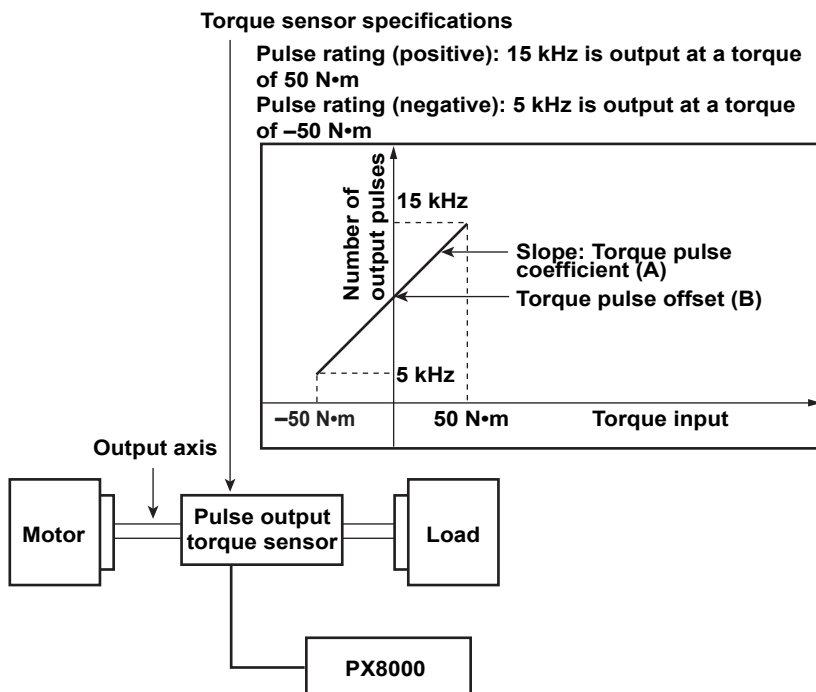 Torque sensor specifications
Pulse rating (positive): 15 kHz is output at a torque
of 50 N•m
Pulse rating (negative): 5 kHz is output at a torque
of –50 N•m
Number of
output pulses
15 kHz
Slope: Torque pulse
coefficient (A)
Torque pulse offset (B)
5 kHz
–50 N•m
50 N•m
Torque input
Output axis
Motor
Pulse output
torque sensor
Load
PX8000